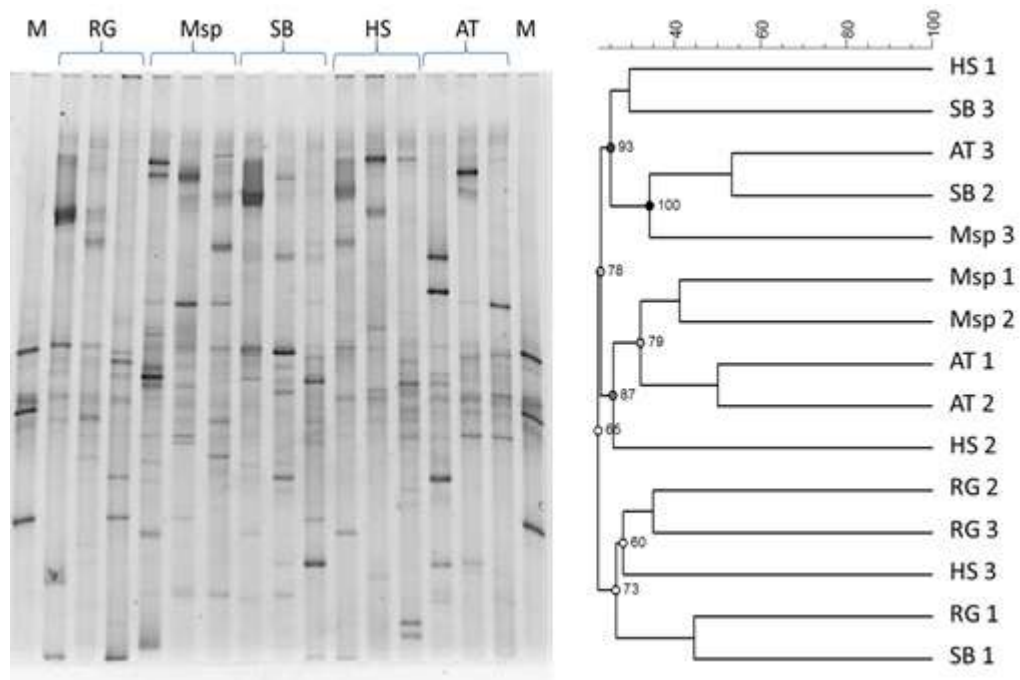 M RG Msp SB HS AT M
40 60 80 100
HS 1
SB 3
AT 3
93
SB 2
100
Msp 3
78
Msp 1
Msp 2
79
AT 1
87
AT 2
65
HS 2
RG 2
RG 3
60
HS 3
73
RG 1
SB 1